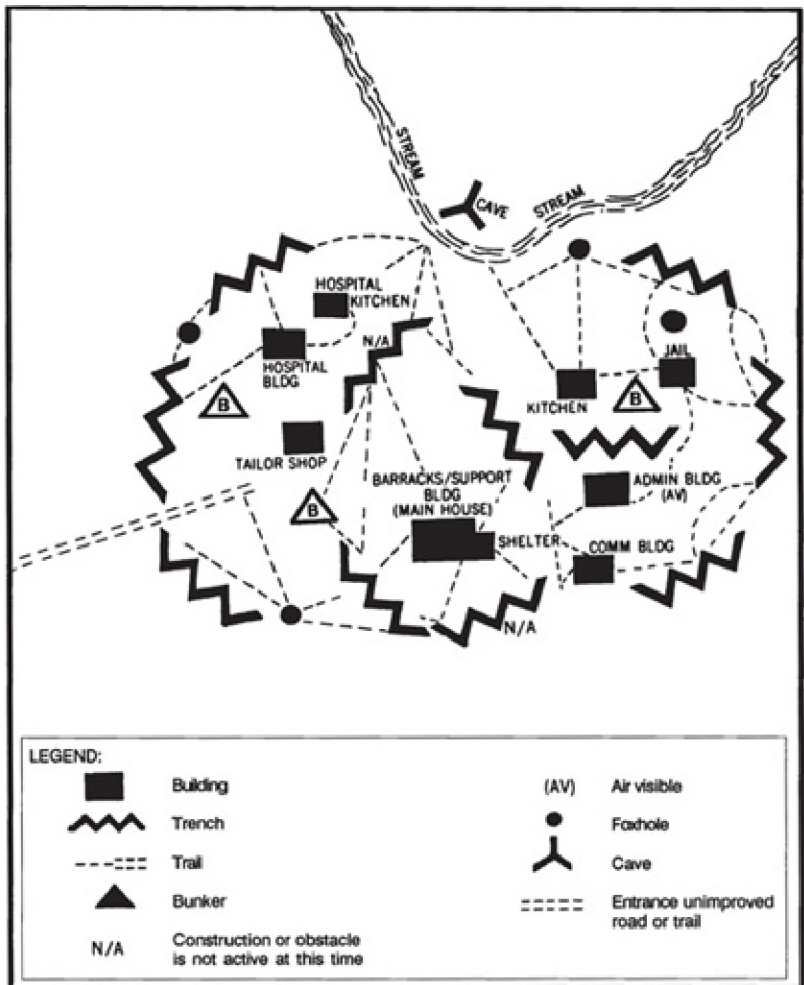 STREAM
STREAM
CAVE
HOSPITAL
KITCHEN
N/A
HOSPITAL
BLDG
JAIL
B
B
KITCHEN
TAILOR SHOP
BARRACKS/SUPPORT
BLDG
(MAIN HOUSE)
ADMIN BLDG
(AV)
B
SHELTER
COMM BLDG
N/A
LEGEND:
Building
Trench
Trail
Bunker
N/A
Construction or obstacle
is not active at this time
(AV)
Air visible
Foxhole
Cave
Entrance unimproved
road or trail